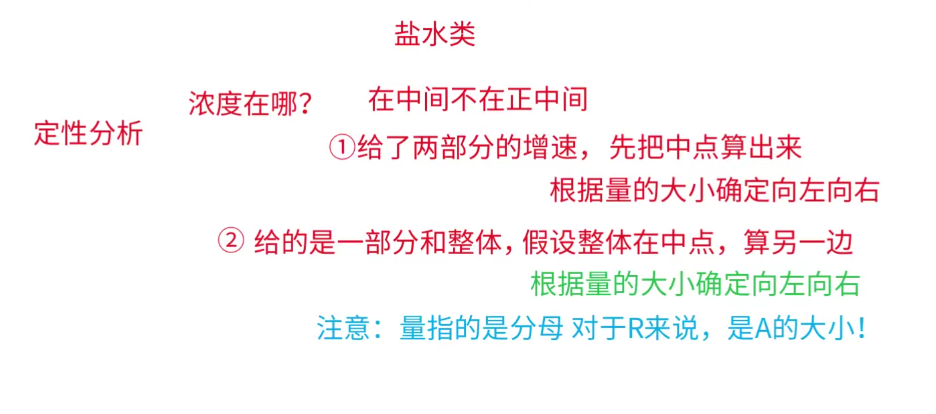 盐水类
浓度在哪？ 在中间不在正中间
定性分析
①给了两部分的增速，先把中点算出来
根据量的大小确定向左向右
② 给的是一部分和整体，假设整体在中点，算另一边
根据量的大小确定向左向右
注意：量指的是分母 对于R来说，是A的大小！